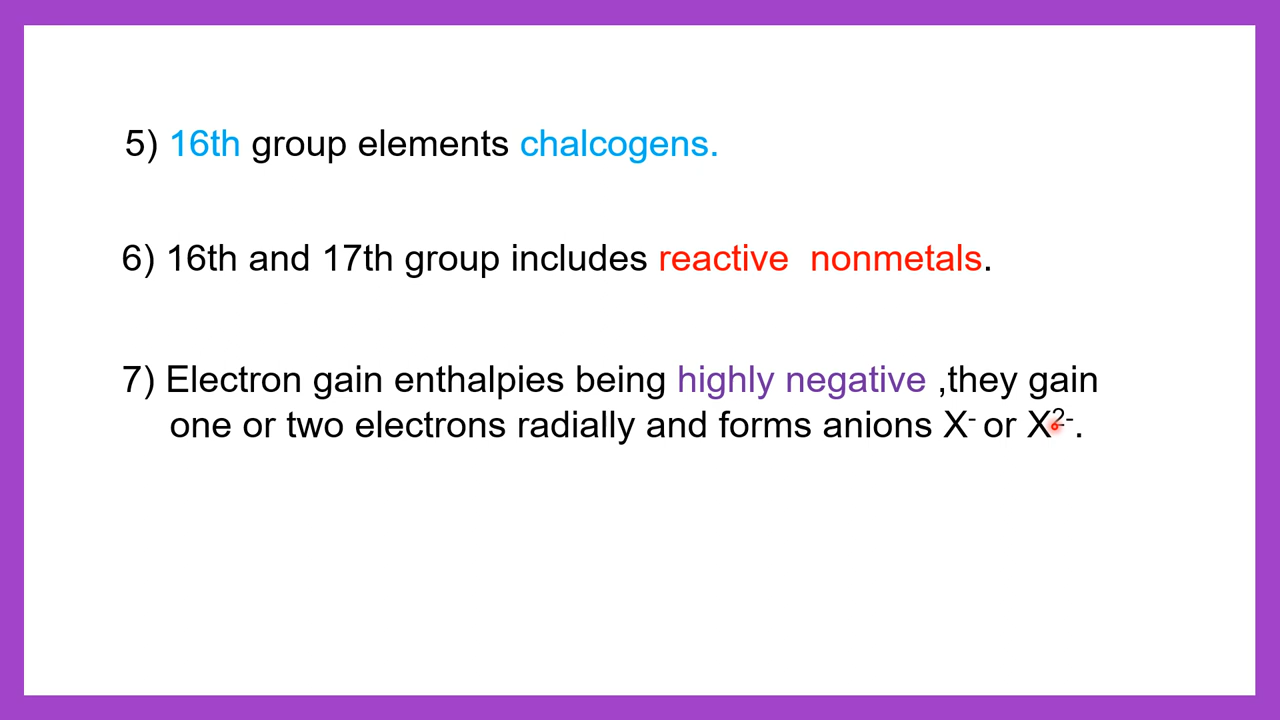 5) 16th group elements chalcogens.
6) 16th and 17th group includes reactive  nonmetals.
7) Electron gain enthalpies being highly negative ,they gain
one or two electrons radially and forms anions X⁻ or X²⁻.